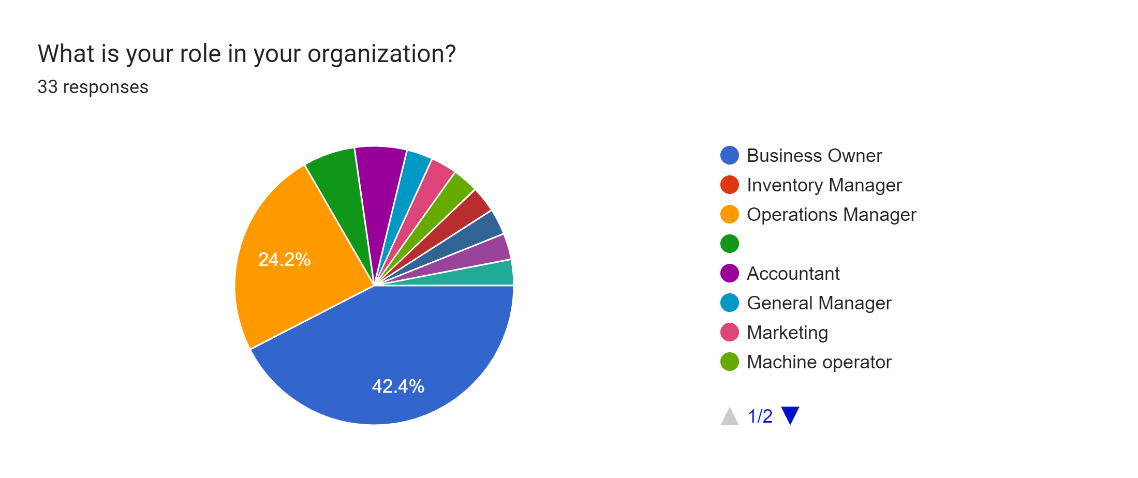 What is your role in your organization?
33 responses
24.2%
42.4%
Business Owner
Inventory Manager
Operations Manager
Accountant
General Manager
Marketing
Machine operator
1/2